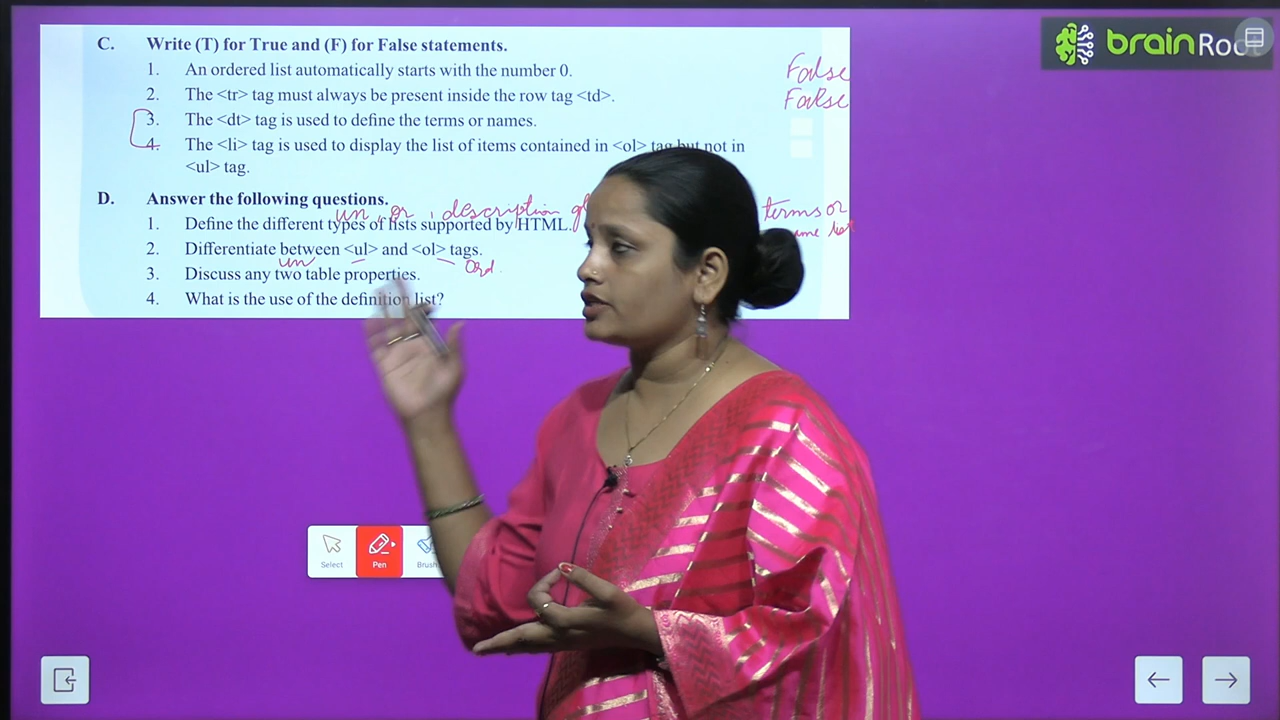 brainRoot
C. Write (T) for True and (F) for False statements.
1. An ordered list automatically starts with the number 0. False
2. The <tr> tag must always be present inside the row tag <td>. False
3. The <dt> tag is used to define the terms or names.
4. The <li> tag is used to display the list of items contained in <ol> tag but not in
<ul> tag.
D. Answer the following questions.
un, or, description terms or
1. Define the different types of lists supported by HTML.
2. Differentiate between <ul> and <ol> tags.
un Ord.
3. Discuss any two table properties.
4. What is the use of the definition list?
Select Pen Brush